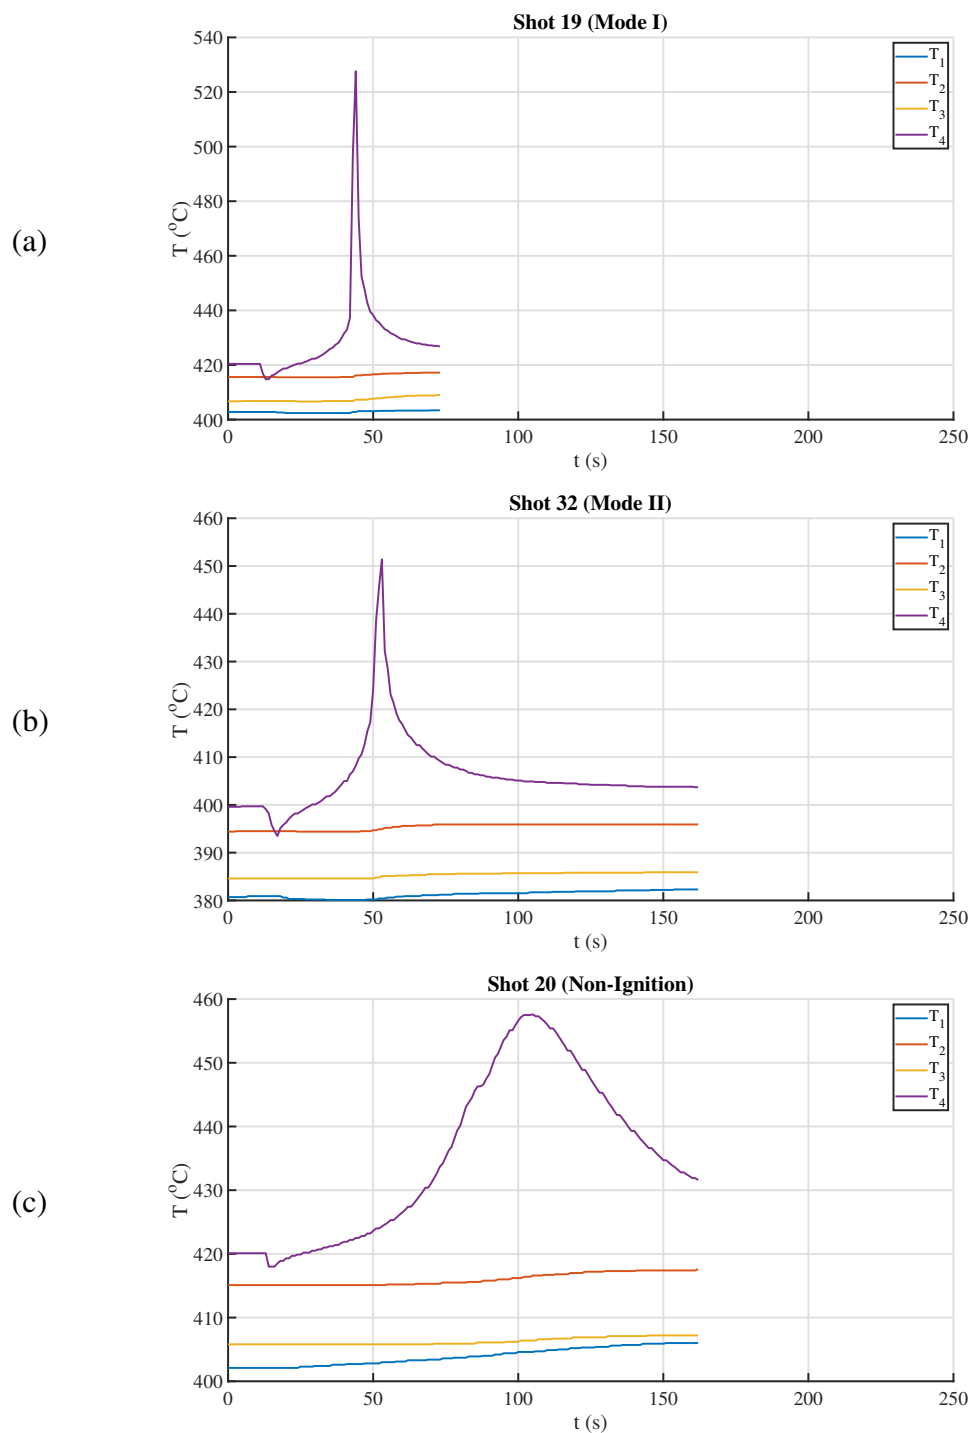 Shot 19 (Mode I)
540
520
500
480
460
440
420
400
T (°C)
(a)
0 50 100 150 200 250
t (s)
T1
T2
T3
T4
Shot 32 (Mode II)
460
450
440
430
420
410
400
390
380
T (°C)
(b)
0 50 100 150 200 250
t (s)
T1
T2
T3
T4
Shot 20 (Non-Ignition)
460
450
440
430
420
410
400
T (°C)
(c)
0 50 100 150 200 250
t (s)
T1
T2
T3
T4